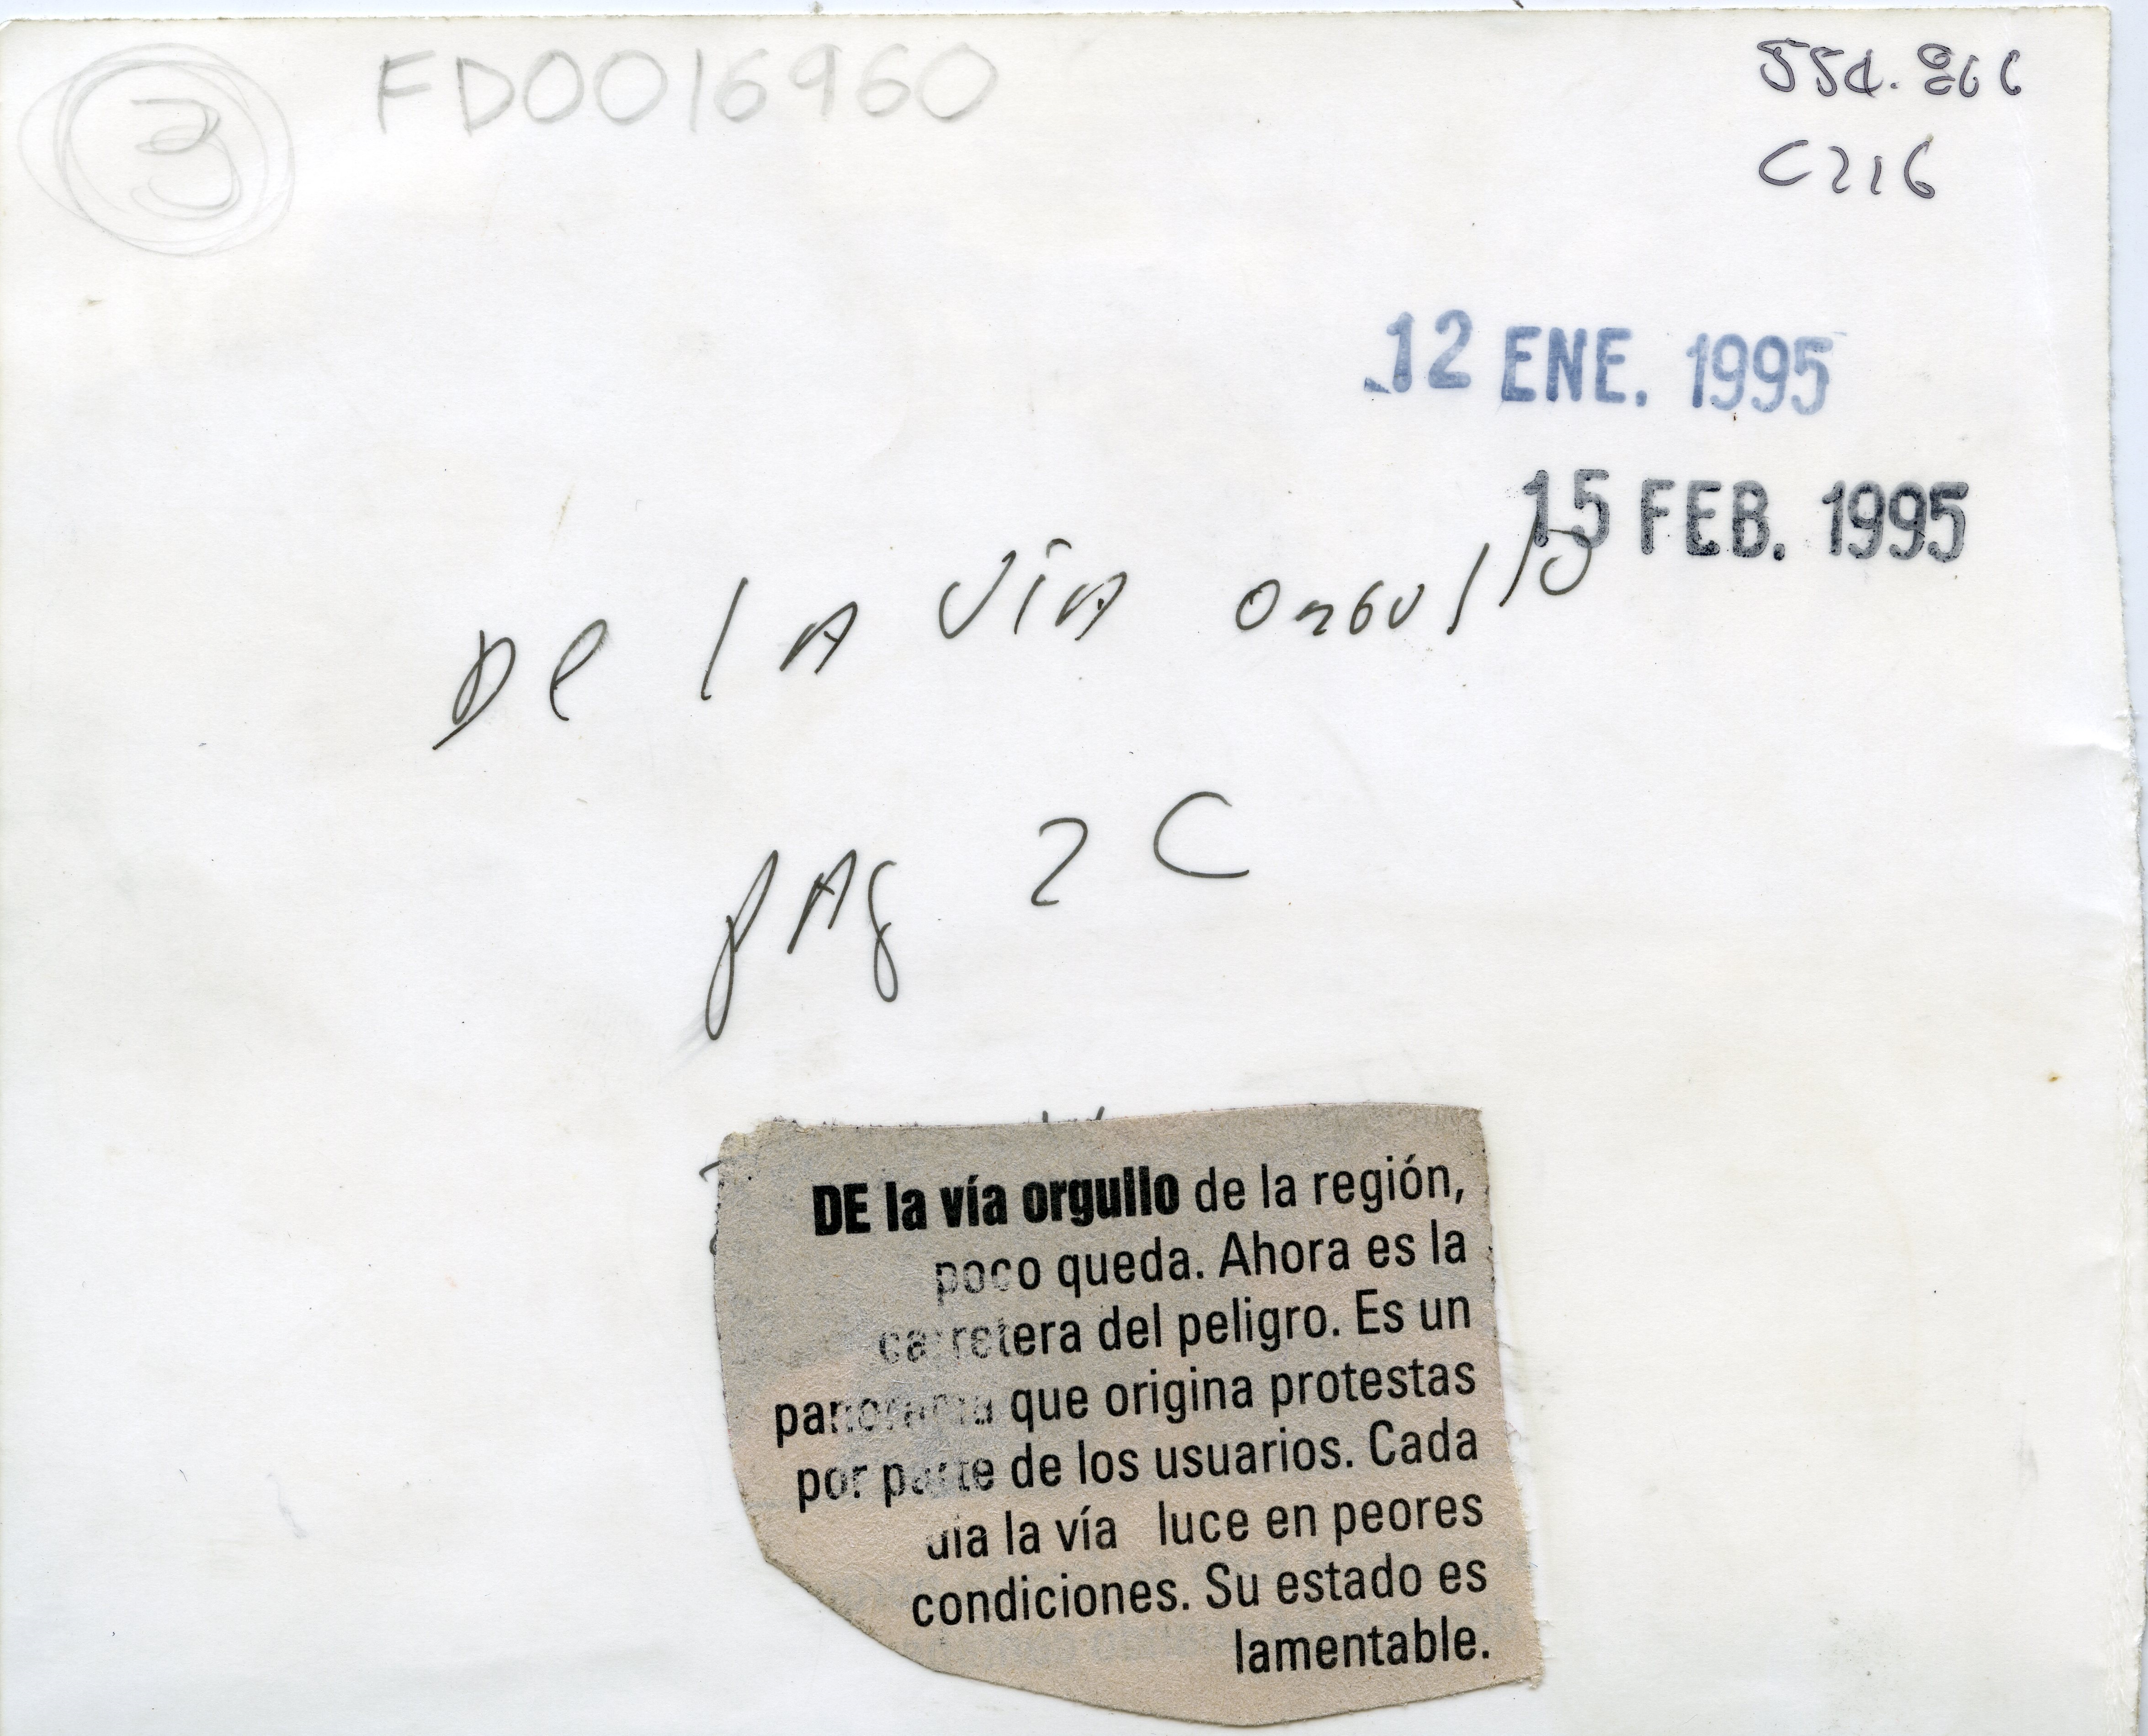 3
FD0016960
C216
12 ENE. 1995
15 FEB. 1995
De lA víA orgullo
pAg 2C
DE la vía orgullo de la región,
poco queda. Ahora es la
carretera del peligro. Es un
panorama que origina protestas
por parte de los usuarios. Cada
día la vía luce en peores
condiciones. Su estado es
lamentable.